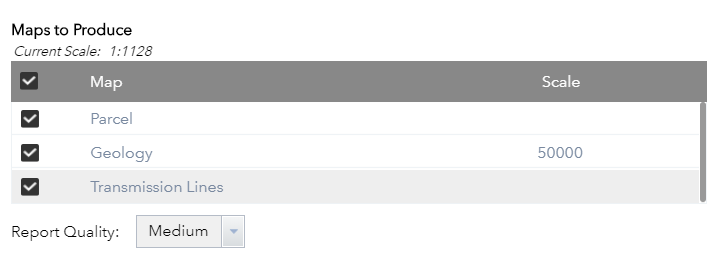 Maps to Produce
Current Scale: 1:1128
Map Scale
Parcel
Geology 50000
Transmission Lines
Report Quality: Medium